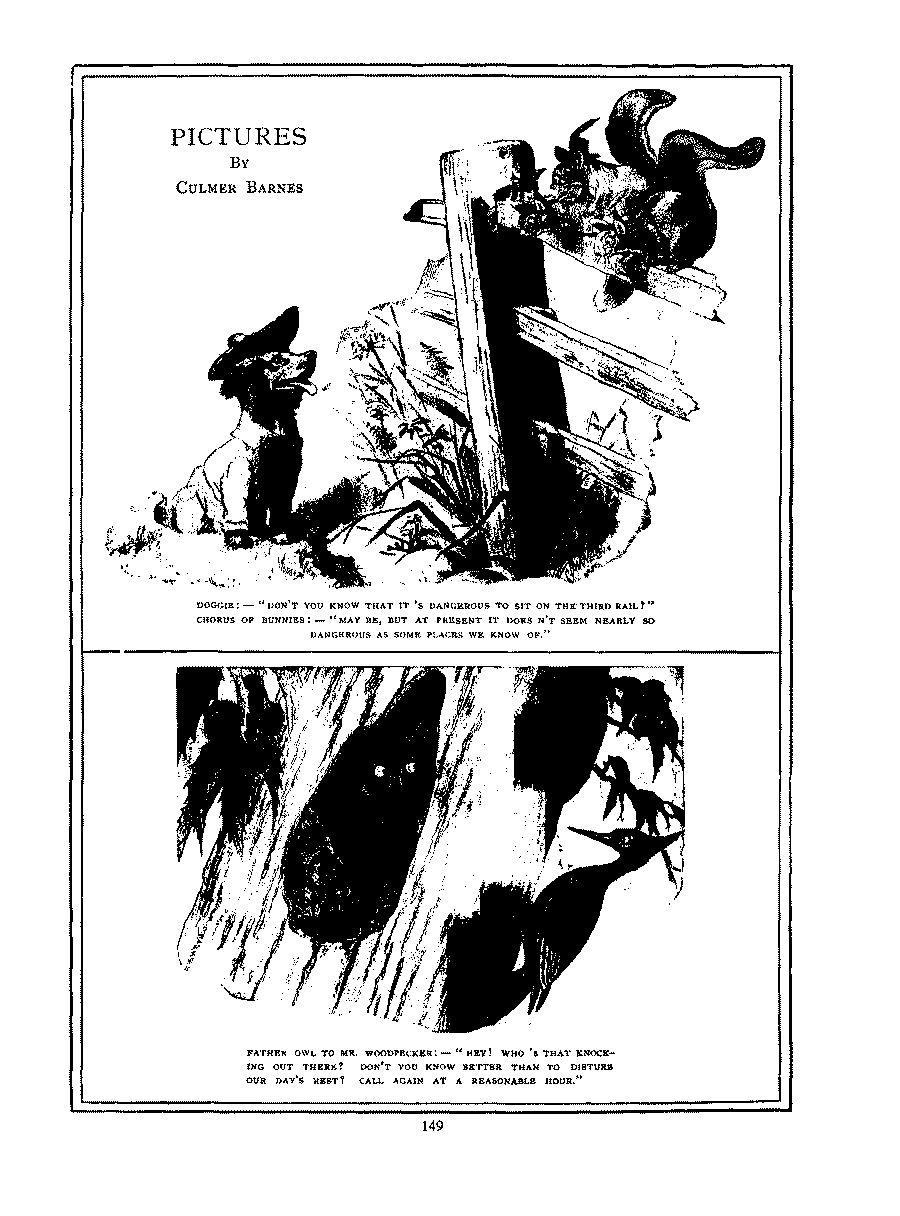 PICTURES
BY
CULMER BARNES
DOGGIE: — "DON'T YOU KNOW THAT IT 'S DANGEROUS TO SIT ON THE THIRD RAIL?"
CHORUS OF BUNNIES: — "MAY BE, BUT AT PRESENT IT DOES N'T SEEM NEARLY SO
DANGEROUS AS SOME PLACES WE KNOW OF."
FATHER OWL TO MR. WOODPECKER: — "HEY! WHO 'S THAT KNOCK-
ING OUT THERE? DON'T YOU KNOW BETTER THAN TO DISTURB
OUR DAY'S REST? CALL AGAIN AT A REASONABLE HOUR."
149